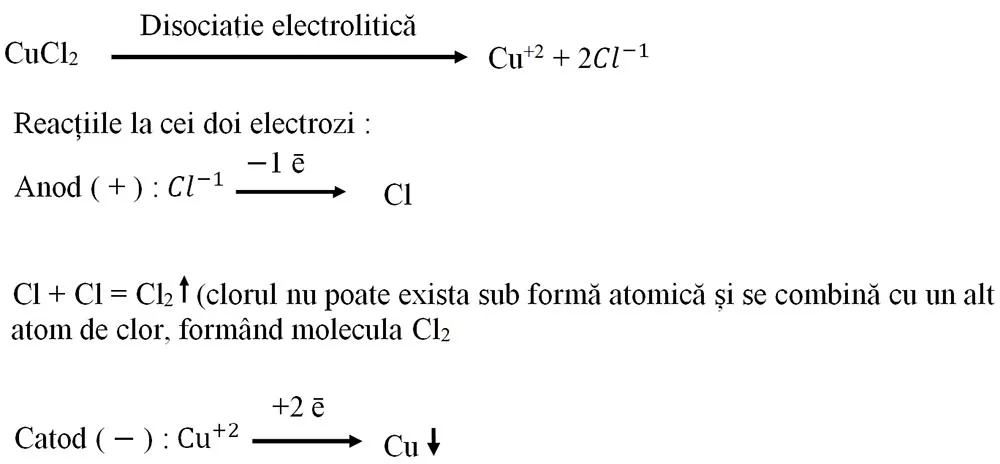 Disociatie electrolitică
CuCl₂ ⟶ Cu⁺² + 2Cl⁻¹
Reacțiile la cei doi electrozi :
−1 ē
Anod ( + ) : Cl⁻¹ ⟶ Cl
Cl + Cl = Cl₂↑ (clorul nu poate exista sub formă atomică și se combină cu un alt
atom de clor, formând molecula Cl₂
+2 ē
Catod ( − ) : Cu⁺² ⟶ Cu↓